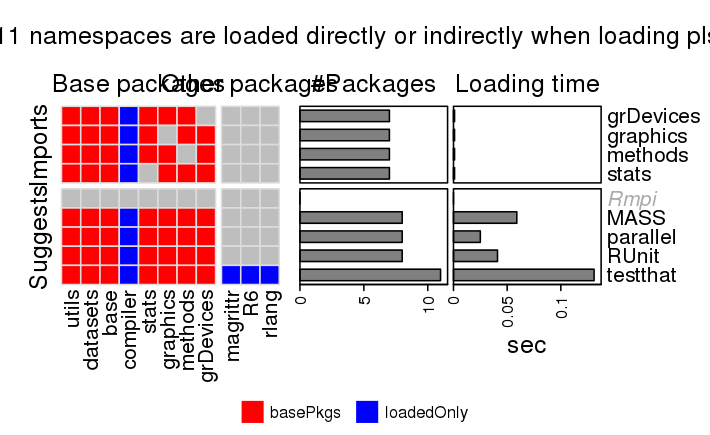 11 namespaces are loaded directly or indirectly when loading pls
Base packages Other packages #Packages Loading time
Imports
grDevices
graphics
methods
stats
Suggests
Rmpi
MASS
parallel
RUnit
testthat
utils datasets base compiler stats graphics methods grDevices magrittr R6 rlang
0 5 10 0 0.05 0.1
sec
basePkgs loadedOnly